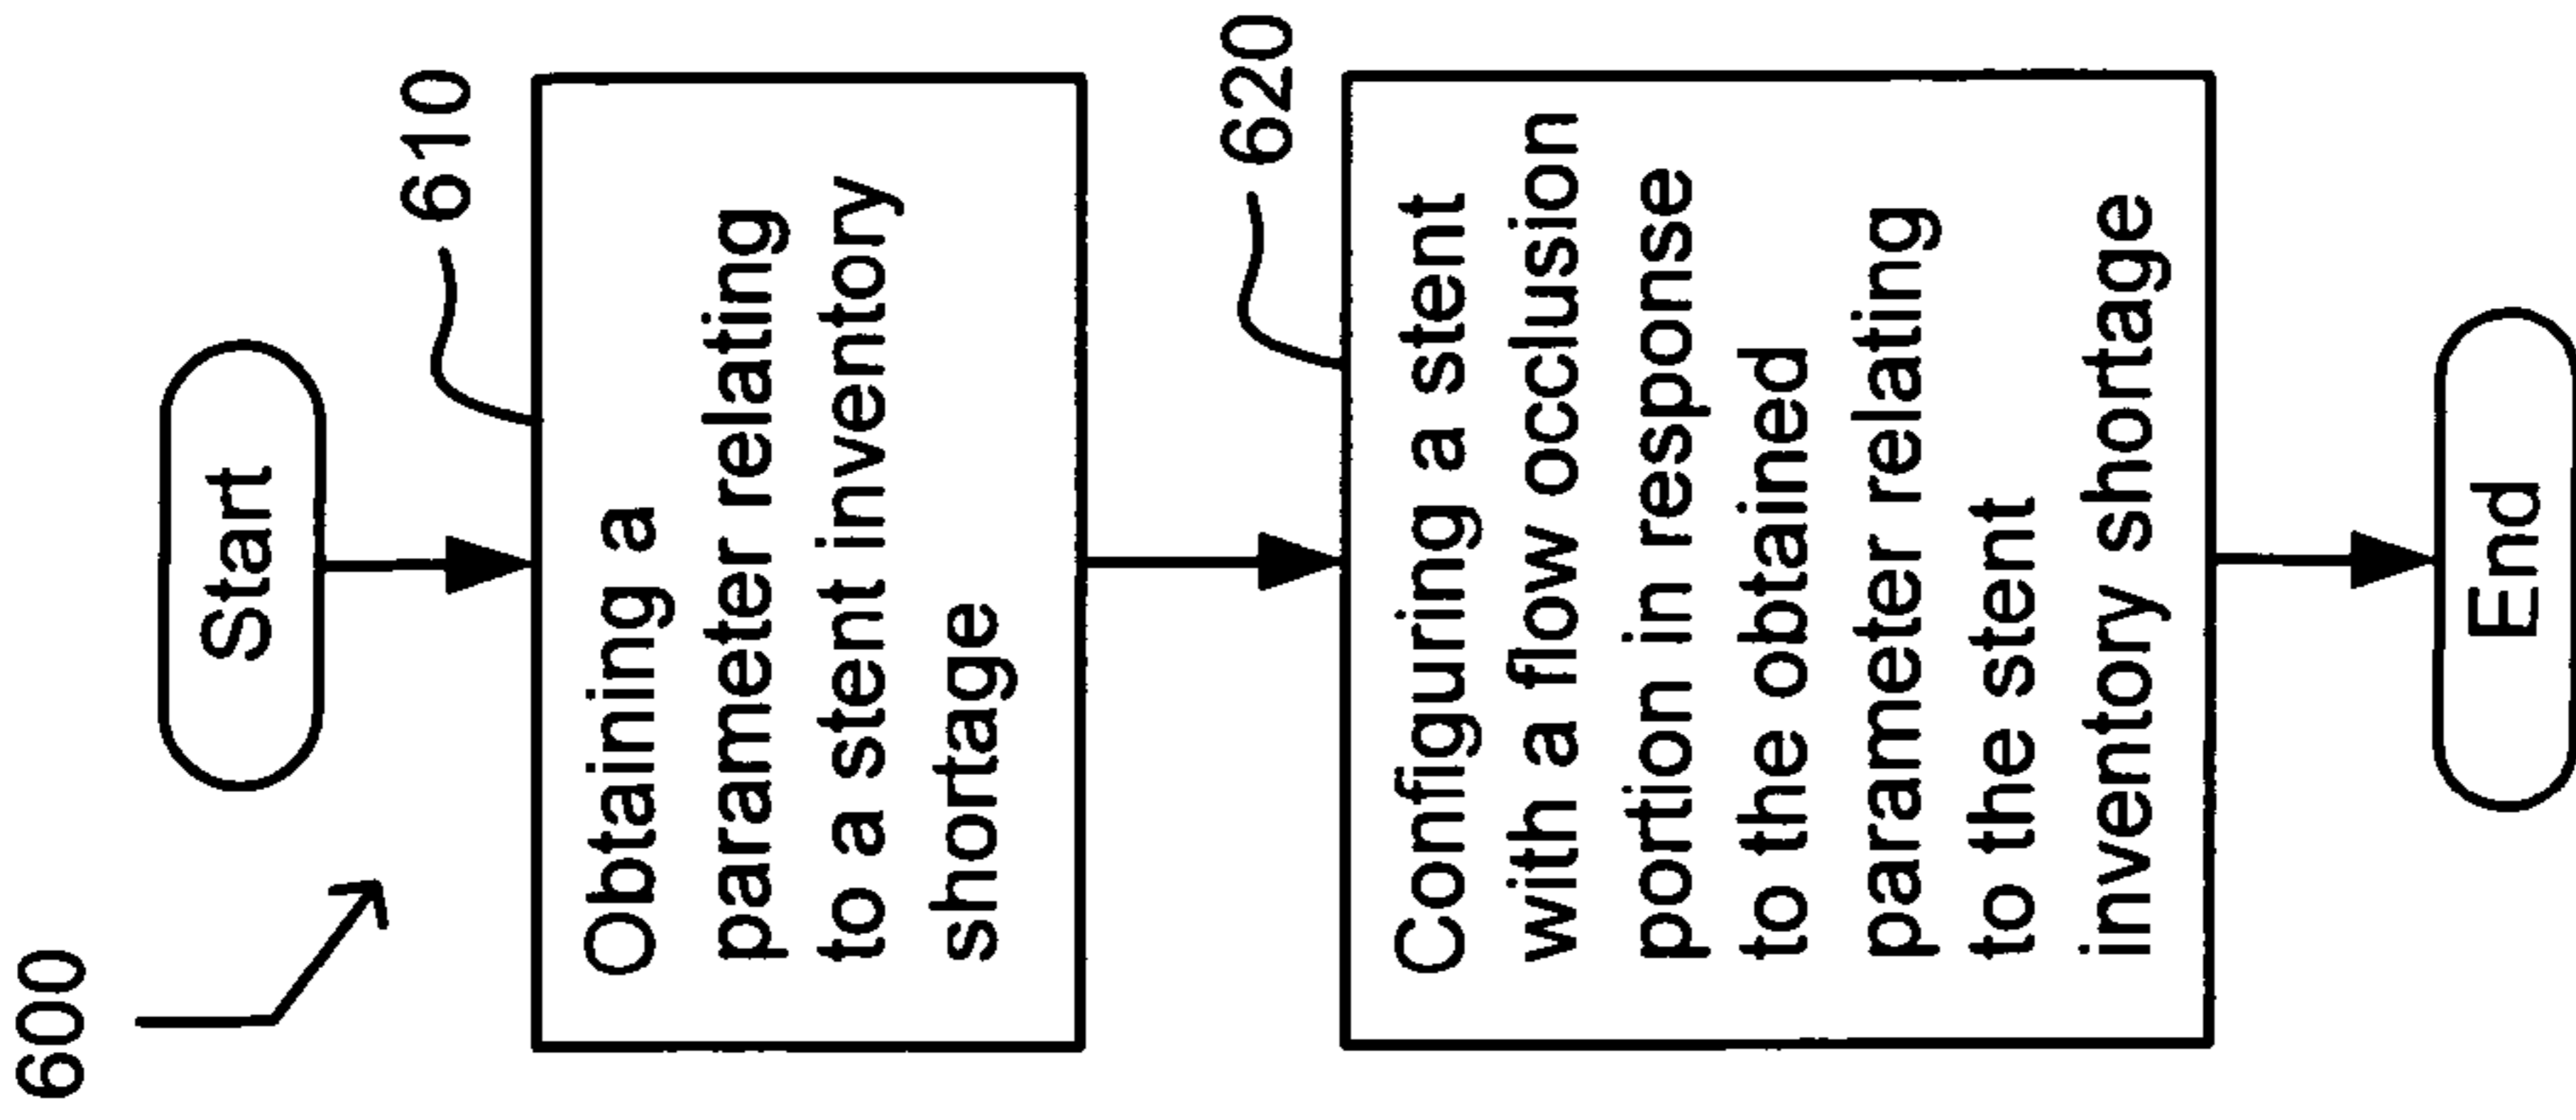 600
Start
610
Obtaining a
parameter relating
to a stent inventory
shortage
620
Configuring a stent
with a flow occlusion
portion in response
to the obtained
parameter relating
to the stent
inventory shortage
End